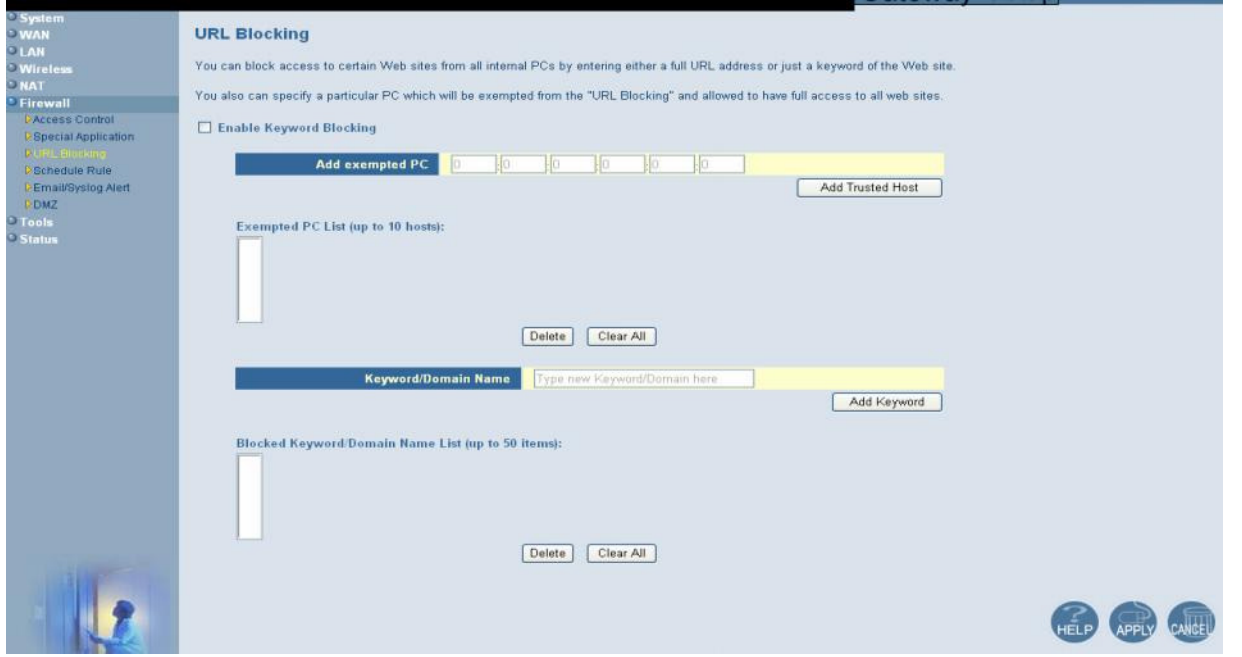 System
WAN
LAN
Wireless
NAT
Firewall
Access Control
Special Application
URL Blocking
Schedule Rule
Email/Syslog Alert
DMZ
Tools
Status
URL Blocking
You can block access to certain Web sites from all internal PCs by entering either a full URL address or just a keyword of the Web site.
You also can specify a particular PC which will be exempted from the "URL Blocking" and allowed to have full access to all web sites.
Enable Keyword Blocking
Add exempted PC 0 :0 :0 :0 :0 :0
Add Trusted Host
Exempted PC List (up to 10 hosts):
Delete Clear All
Keyword/Domain Name Type new Keyword/Domain here
Add Keyword
Blocked Keyword/Domain Name List (up to 50 items):
Delete Clear All
HELP APPLY CANCEL